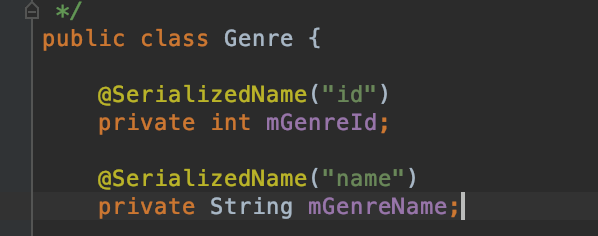 */
public class Genre {
@SerializedName("id")
private int mGenreId;
@SerializedName("name")
private String mGenreName;